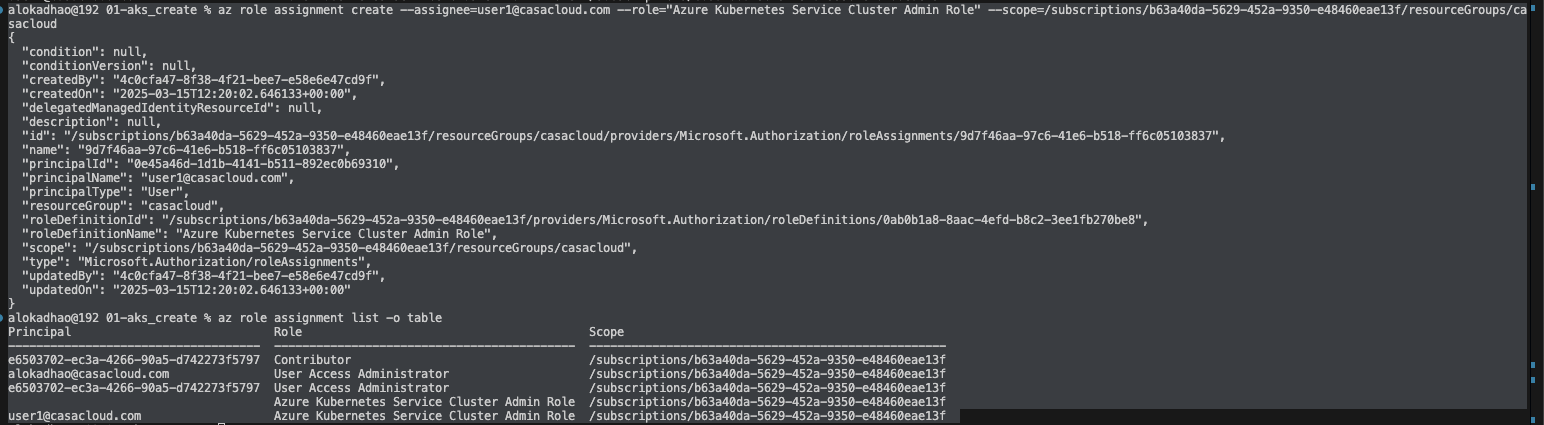 alokadhao@192 01-aks_create % az role assignment create --assignee=user1@casacloud.com --role="Azure Kubernetes Service Cluster Admin Role" --scope=/subscriptions/b63a40da-5629-452a-9350-e48460eae13f/resourceGroups/ca
sacloud
{
  "condition": null,
  "conditionVersion": null,
  "createdBy": "4c0cfa47-8f38-4f21-bee7-e58e6e47cd9f",
  "createdOn": "2025-03-15T12:20:02.646133+00:00",
  "delegatedManagedIdentityResourceId": null,
  "description": null,
  "id": "/subscriptions/b63a40da-5629-452a-9350-e48460eae13f/resourceGroups/casacloud/providers/Microsoft.Authorization/roleAssignments/9d7f46aa-97c6-41e6-b518-ff6c05103837",
  "name": "9d7f46aa-97c6-41e6-b518-ff6c05103837",
  "principalId": "0e45a46d-1d1b-4141-b511-892ec0b69310",
  "principalName": "user1@casacloud.com",
  "principalType": "User",
  "resourceGroup": "casacloud",
  "roleDefinitionId": "/subscriptions/b63a40da-5629-452a-9350-e48460eae13f/providers/Microsoft.Authorization/roleDefinitions/0ab0b1a8-8aac-4efd-b8c2-3ee1fb270be8",
  "roleDefinitionName": "Azure Kubernetes Service Cluster Admin Role",
  "scope": "/subscriptions/b63a40da-5629-452a-9350-e48460eae13f/resourceGroups/casacloud",
  "type": "Microsoft.Authorization/roleAssignments",
  "updatedBy": "4c0cfa47-8f38-4f21-bee7-e58e6e47cd9f",
  "updatedOn": "2025-03-15T12:20:02.646133+00:00"
}
alokadhao@192 01-aks_create % az role assignment list -o table
Principal Role Scope
e6503702-ec3a-4266-90a5-d742273f5797 Contributor /subscriptions/b63a40da-5629-452a-9350-e48460eae13f
alokadhao@casacloud.com User Access Administrator /subscriptions/b63a40da-5629-452a-9350-e48460eae13f
e6503702-ec3a-4266-90a5-d742273f5797 User Access Administrator /subscriptions/b63a40da-5629-452a-9350-e48460eae13f
Azure Kubernetes Service Cluster Admin Role /subscriptions/b63a40da-5629-452a-9350-e48460eae13f
user1@casacloud.com Azure Kubernetes Service Cluster Admin Role /subscriptions/b63a40da-5629-452a-9350-e48460eae13f